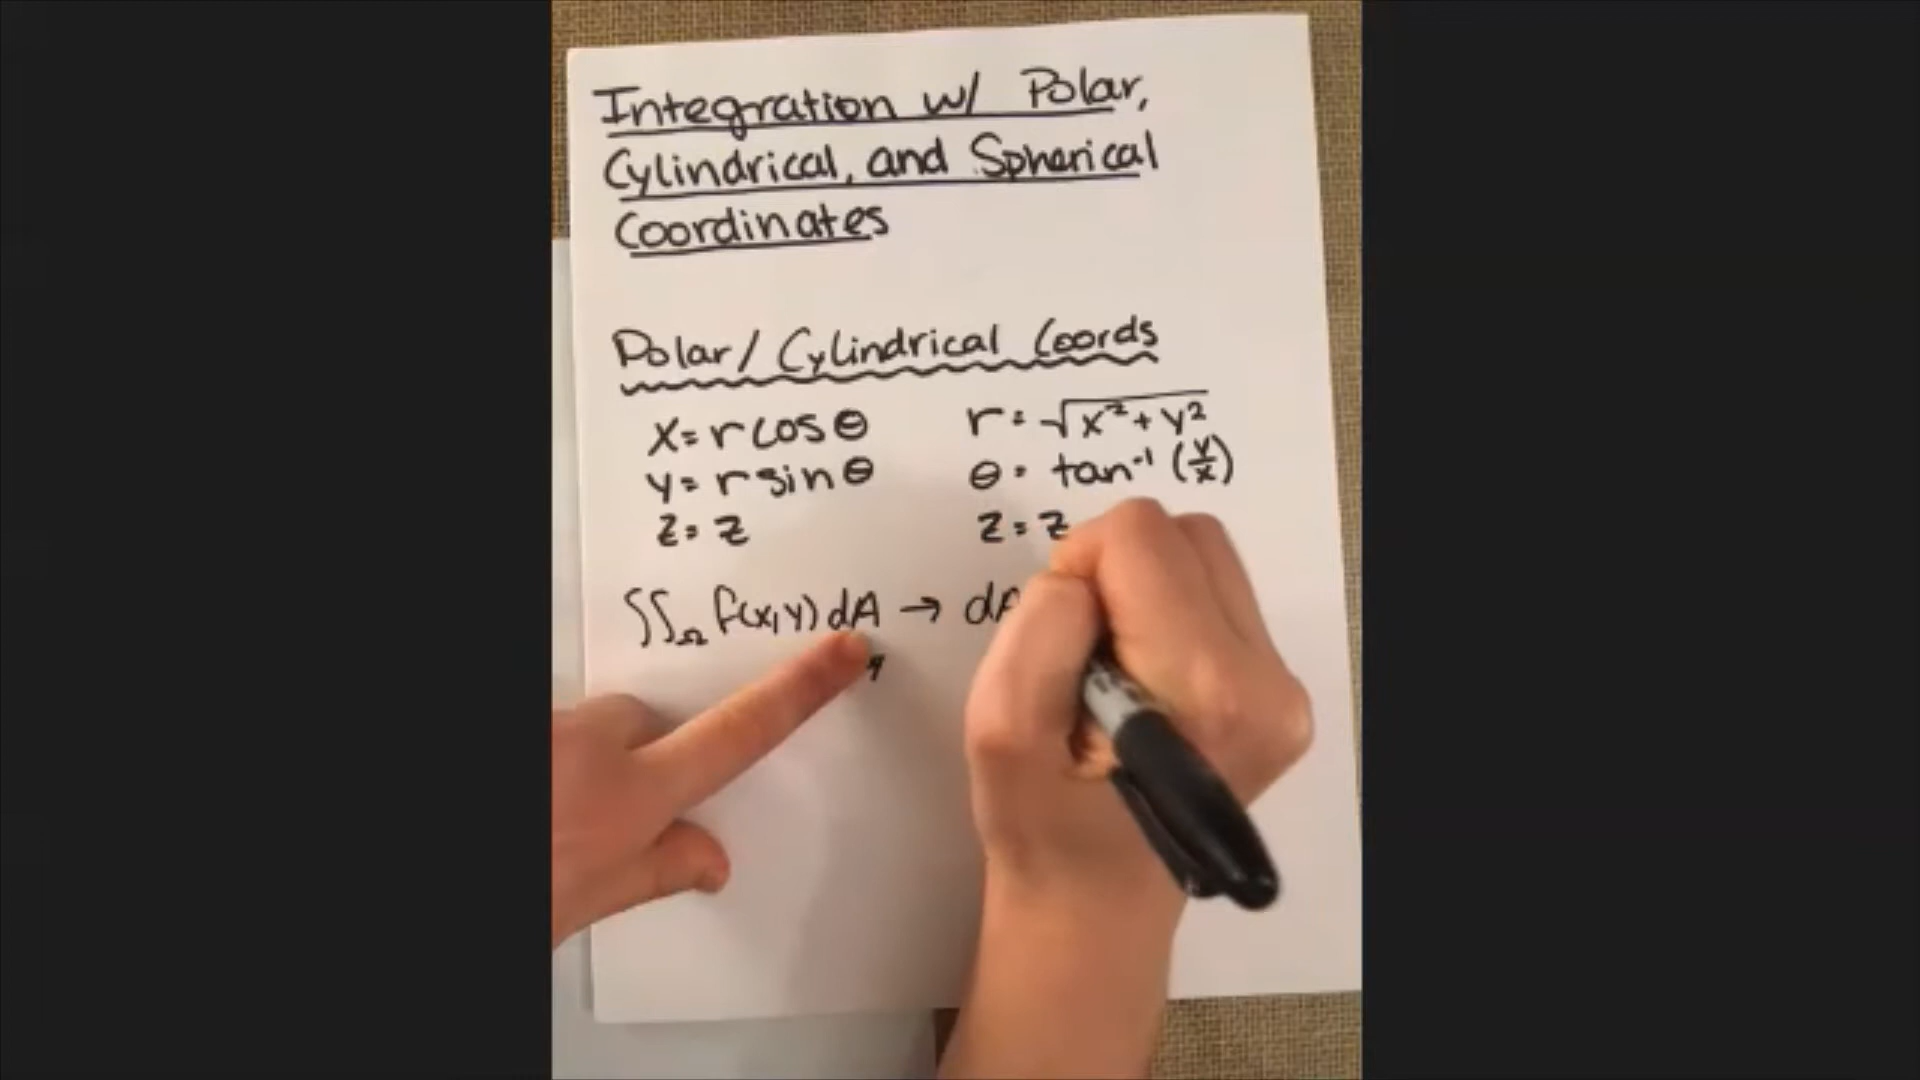 Integration w/ Polar,
Cylindrical, and Spherical
Coordinates
Polar/Cylindrical Coords
x = r cos θ
r = √x² + y²
y = r sin θ
θ = tan⁻¹ (y/x)
z = z
z = z
∫∫Ω f(x,y) dA → dA